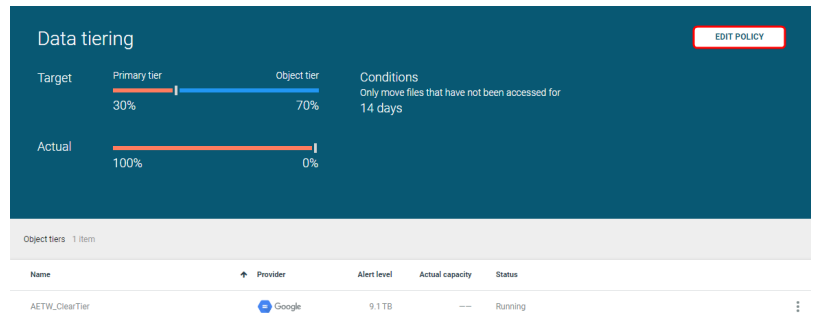 Data tiering
EDIT POLICY
Target
Primary tier
Object tier
30%
70%
Conditions
Only move files that have not been accessed for
14 days
Actual
100%
0%
Object tiers 1 item
Name Provider Alert level Actual capacity Status
AETW_ClearTier Google 9.1 TB —— Running